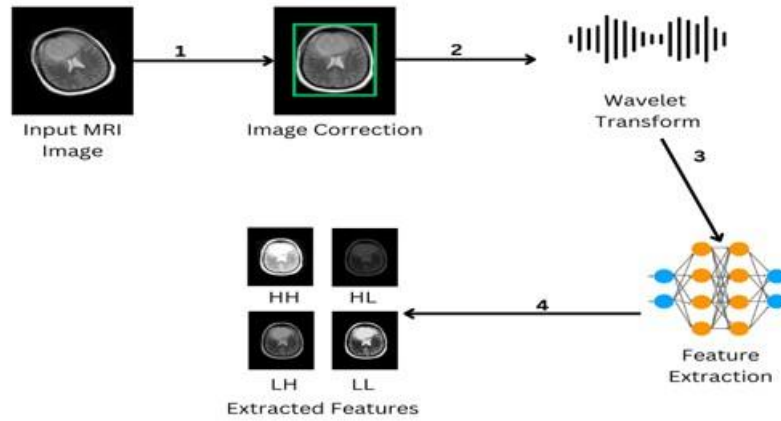 1
2
Input MRI
Image
Image Correction
Wavelet
Transform
3
HH
HL
4
LH
LL
Extracted Features
Feature
Extraction